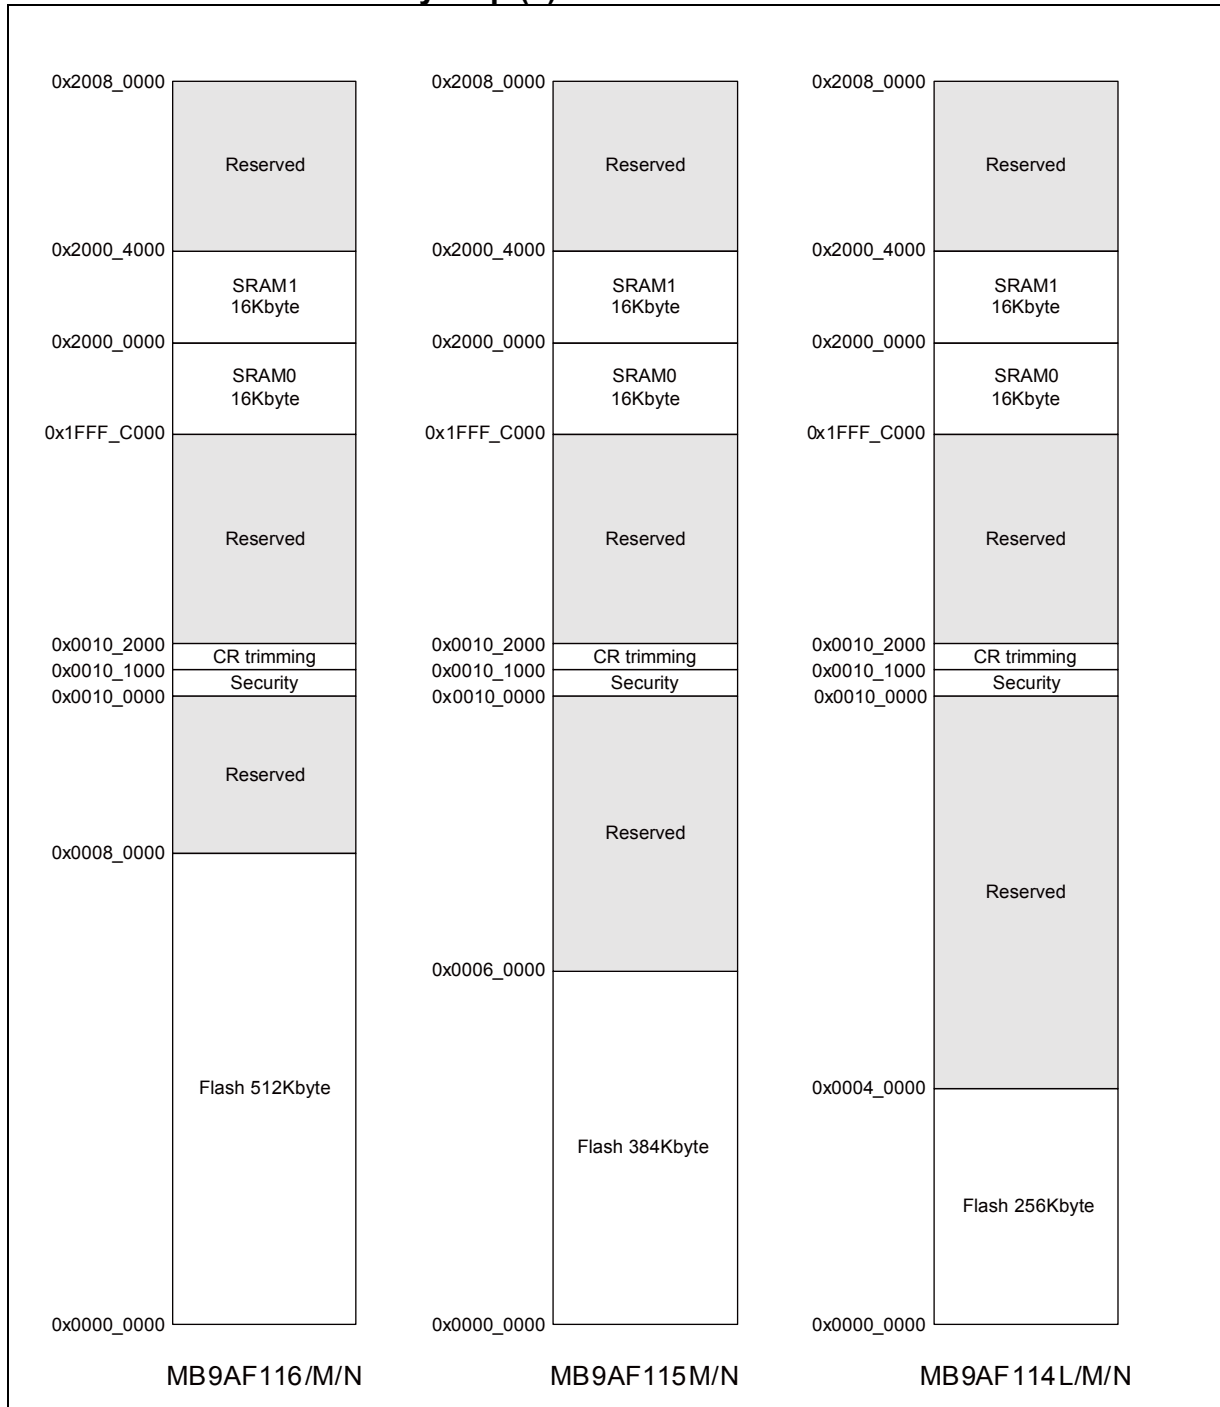 0x2008_0000 0x2008_0000 0x2008_0000
Reserved Reserved Reserved
0x2000_4000 0x2000_4000 0x2000_4000
SRAM1 SRAM1 SRAM1
16Kbyte 16Kbyte 16Kbyte
0x2000_0000 0x2000_0000 0x2000_0000
SRAM0 SRAM0 SRAM0
16Kbyte 16Kbyte 16Kbyte
0x1FFF_C000 0x1FFF_C000 0x1FFF_C000
Reserved Reserved Reserved
0x0010_2000 0x0010_2000 0x0010_2000
CR trimming CR trimming CR trimming
0x0010_1000 0x0010_1000 0x0010_1000
Security Security Security
0x0010_0000 0x0010_0000 0x0010_0000
Reserved
Reserved
0x0008_0000
Reserved
0x0006_0000
Flash 512Kbyte 0x0004_0000
Flash 384Kbyte
Flash 256Kbyte
0x0000_0000 0x0000_0000 0x0000_0000
MB9AF116/M/N MB9AF115M/N MB9AF114L/M/N